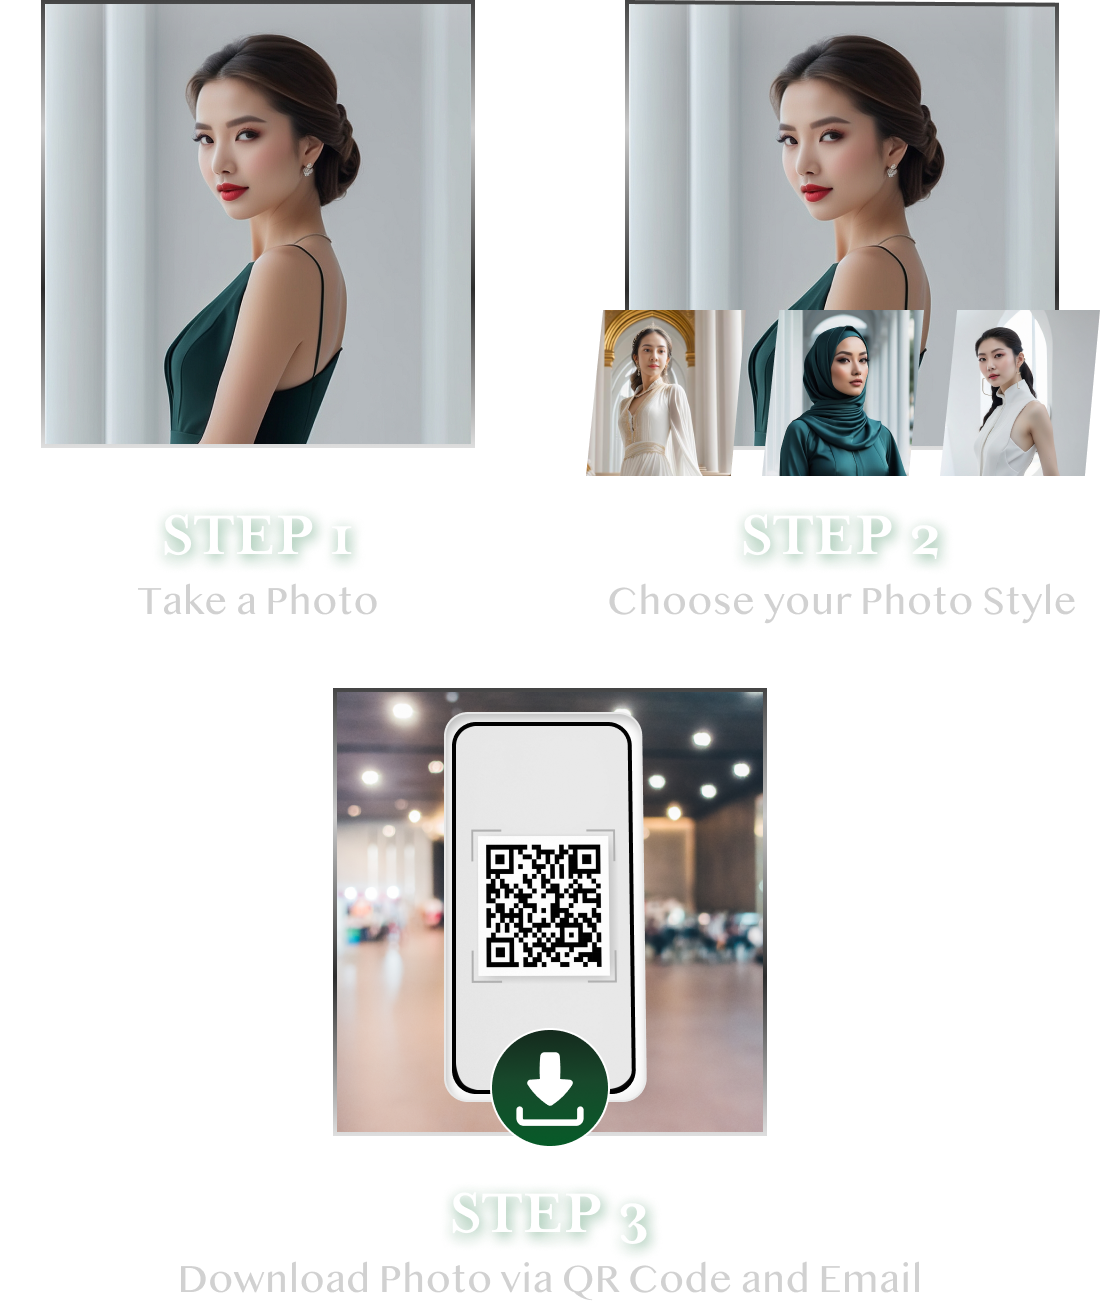 STEP 1
Take a Photo
STEP 2
Choose your Photo Style
STEP 3
Download Photo via QR Code and Email